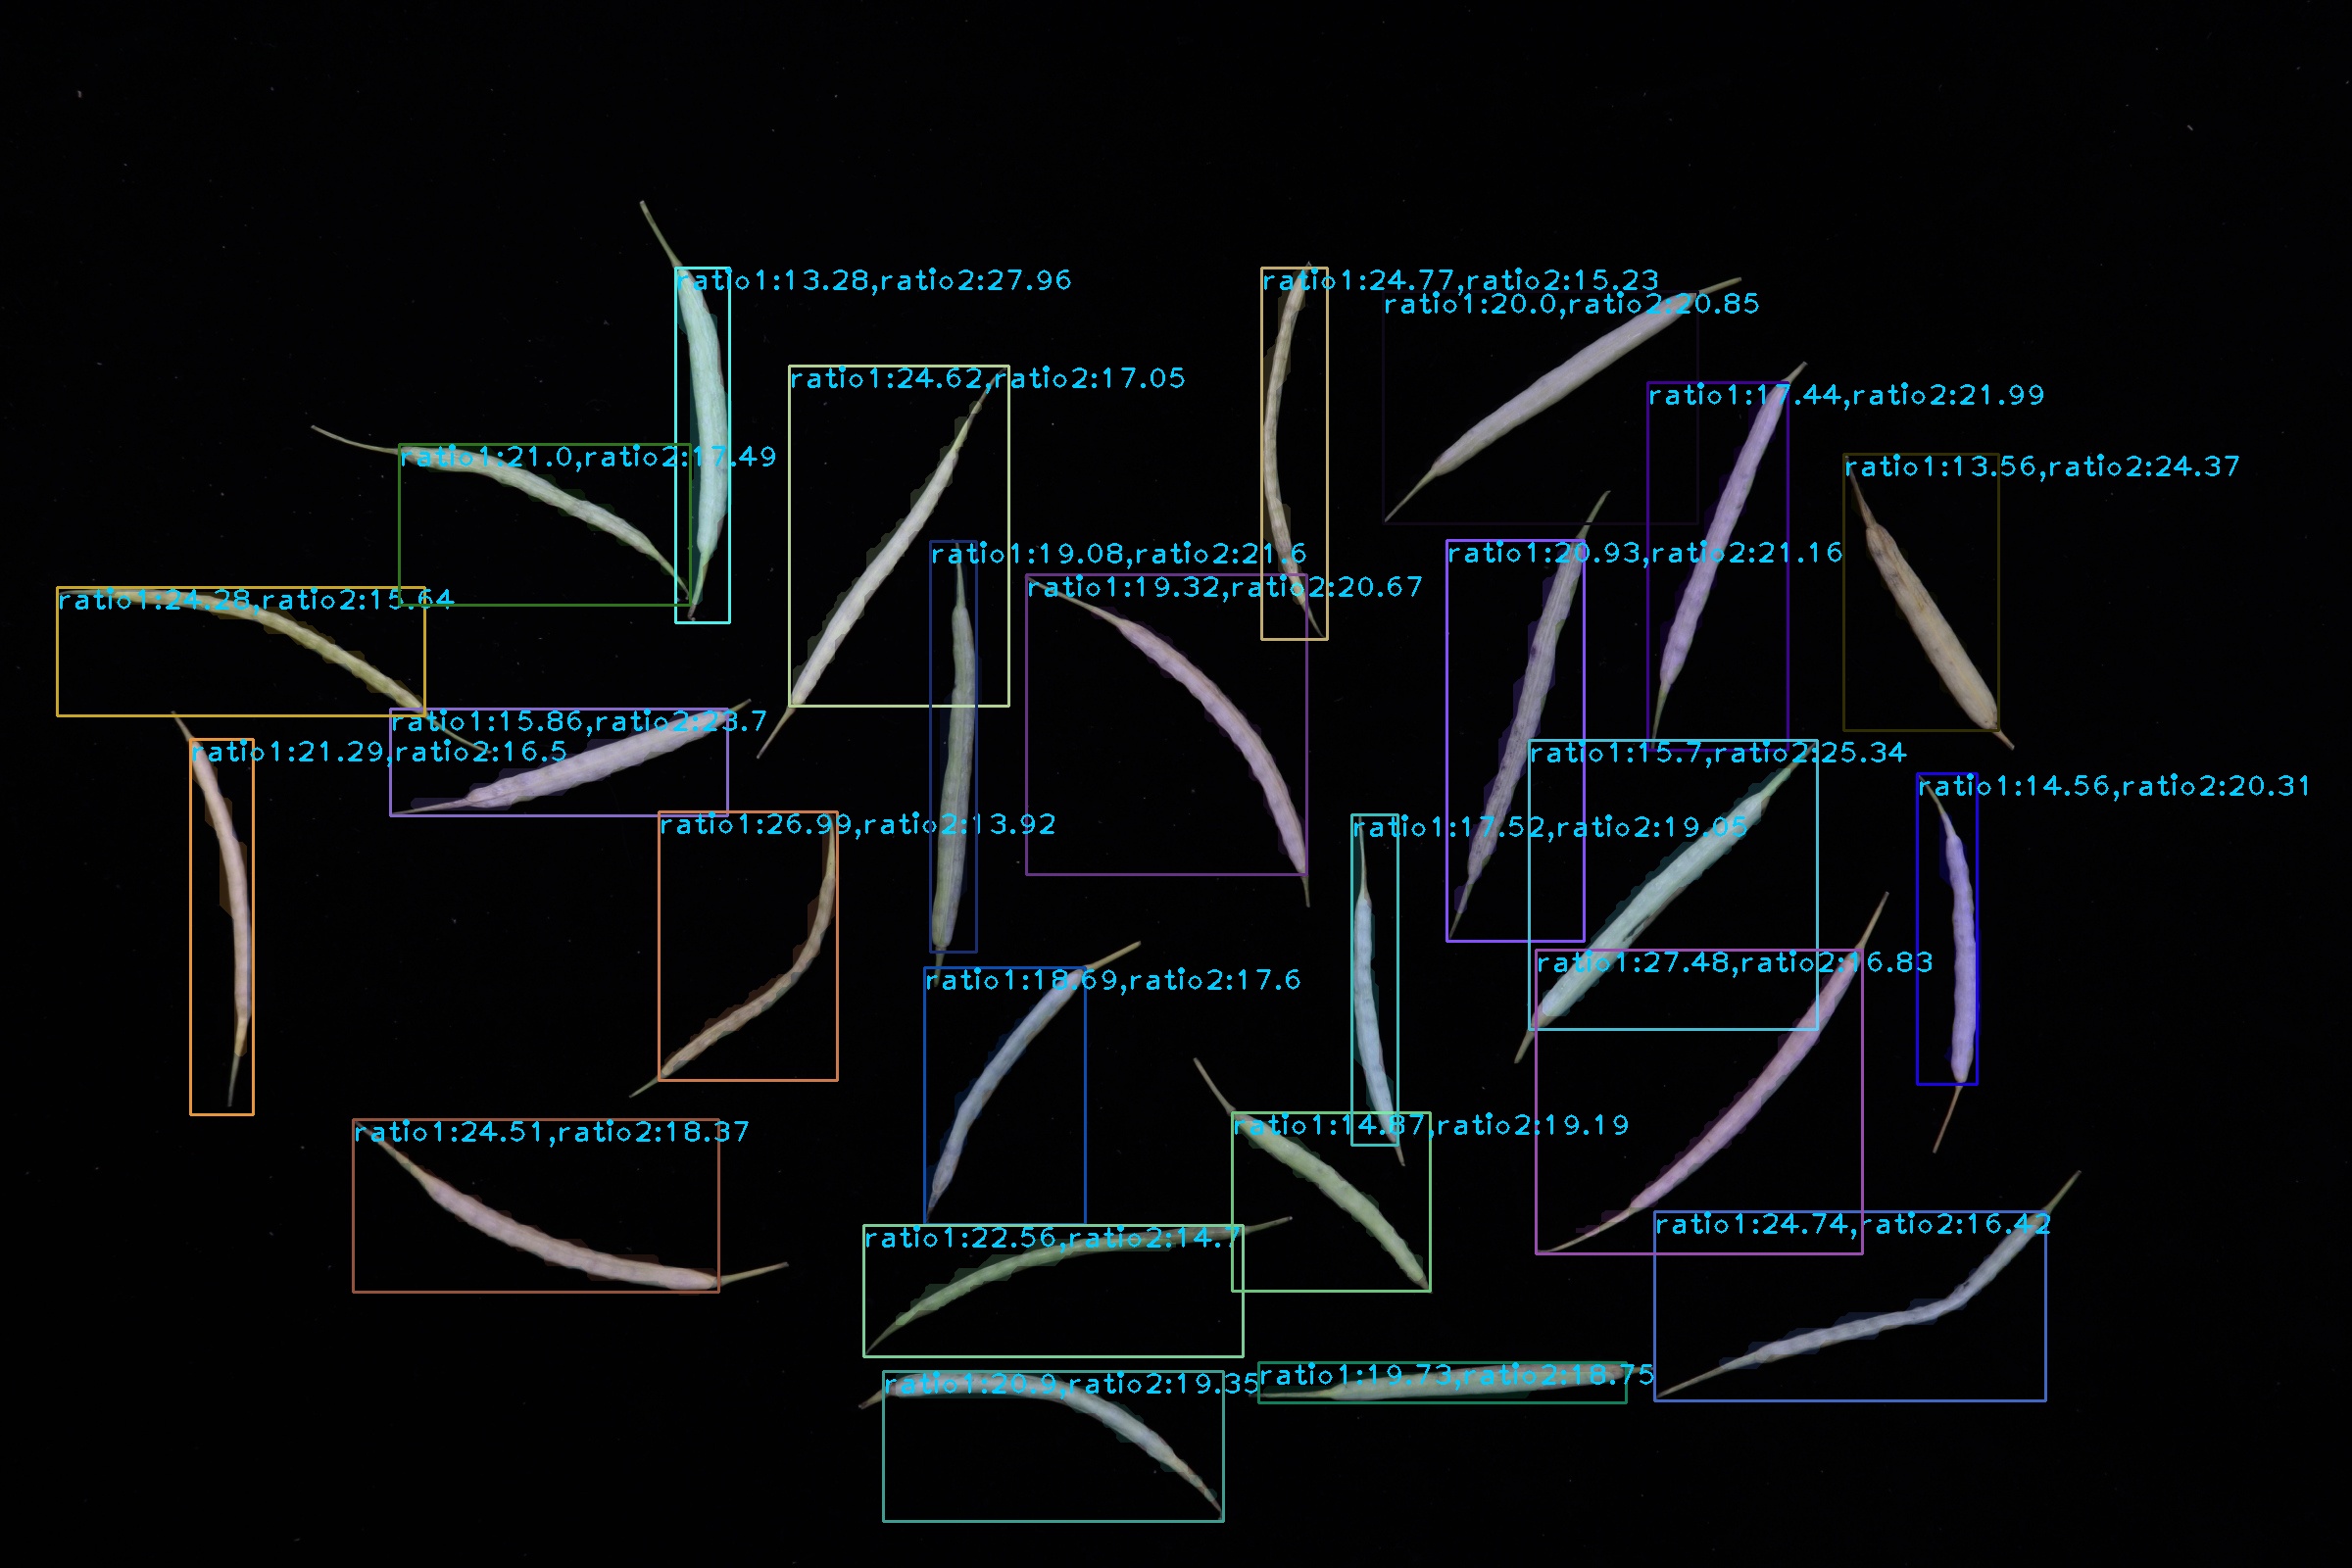 ratio1:13.28,ratio2:27.96
ratio1:24.77,ratio2:15.23
ratio1:20.0,ratio2:20.85
ratio1:24.62,ratio2:17.05
ratio1:17.44,ratio2:21.99
ratio1:21.0,ratio2:17.49
ratio1:13.56,ratio2:24.37
ratio1:19.08,ratio2:21.6
ratio1:20.93,ratio2:21.16
ratio1:19.32,ratio2:20.67
ratio1:24.28,ratio2:15.64
ratio1:15.86,ratio2:23.7
ratio1:21.29,ratio2:16.5
ratio1:15.7,ratio2:25.34
ratio1:14.56,ratio2:20.31
ratio1:26.99,ratio2:13.92
ratio1:17.52,ratio2:19.05
ratio1:27.48,ratio2:16.83
ratio1:18.69,ratio2:17.6
ratio1:14.87,ratio2:19.19
ratio1:24.51,ratio2:18.37
ratio1:24.74,ratio2:16.42
ratio1:22.56,ratio2:14.7
ratio1:19.73,ratio2:18.75
ratio1:20.9,ratio2:19.35